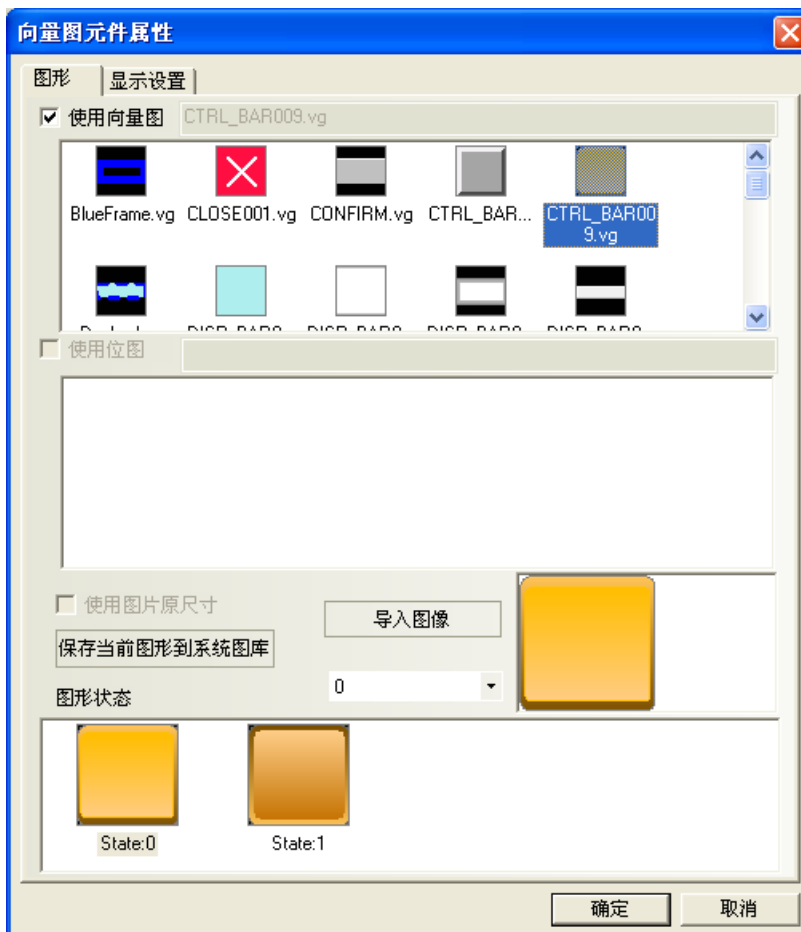 向量图元件属性
图形 显示设置
使用向量图 CTRL_BAR009.vg
BlueFrame.vg CLOSE001.vg CONFIRM.vg CTRL_BAR... CTRL_BAR00
9.vg
使用位图
使用图片原尺寸
导入图像
保存当前图形到系统图库
0
图形状态
State:0 State:1
确定 取消